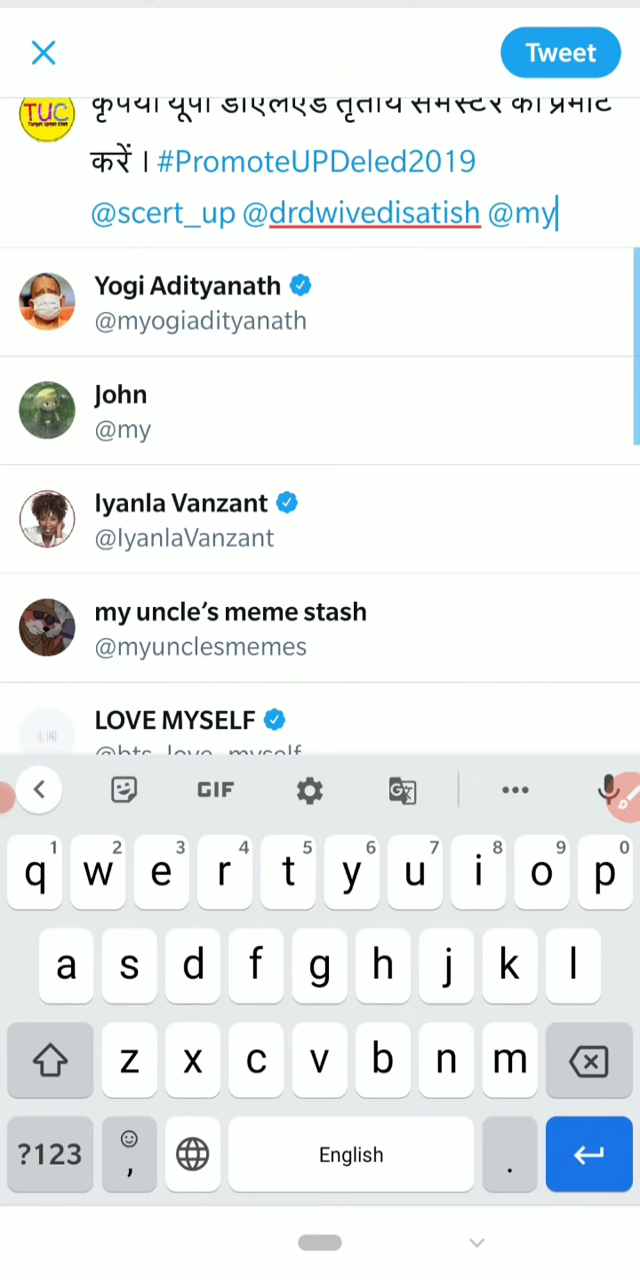 Tweet
TUC
कृपया यूपी डीएलएड तृतीय सेमेस्टर को प्रमोट
करें । #PromoteUPDeled2019
@scert_up @drdwivedisatish @my
Yogi Adityanath
@myogiadityanath
John
@my
Iyanla Vanzant
@IyanlaVanzant
my uncle’s meme stash
@myunclesmemes
LOVE MYSELF
@bts_love_myself
GIF
1 2 3 4 5 6 7 8 9 0
q w e r t y u i o p
a s d f g h j k l
z x c v b n m
?123 , English .